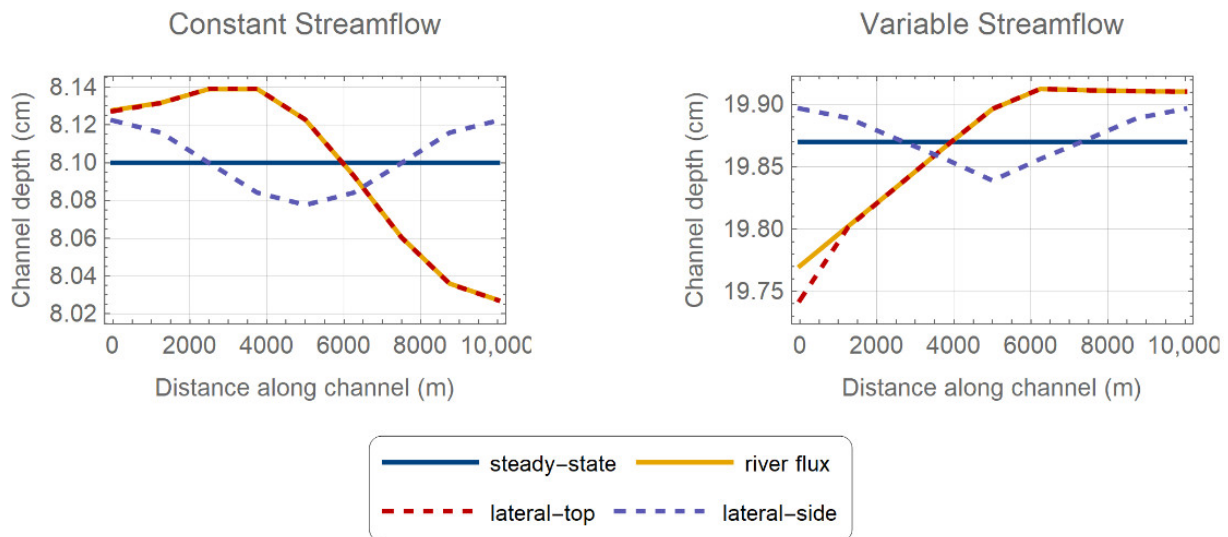 Constant Streamflow
Channel depth (cm)
8.14
8.12
8.10
8.08
8.06
8.04
8.02
0 2000 4000 6000 8000 10,000
Distance along channel (m)
Variable Streamflow
Channel depth (cm)
19.90
19.85
19.80
19.75
0 2000 4000 6000 8000 10,000
Distance along channel (m)
steady-state river flux
lateral-top lateral-side